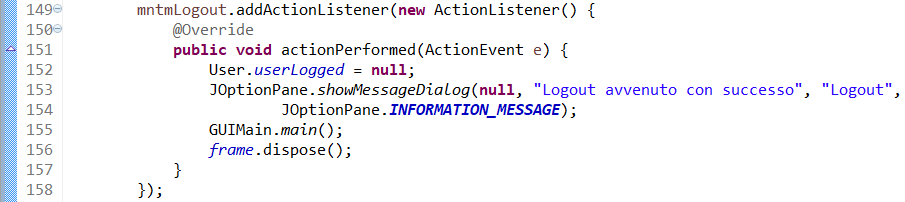 149 mntmLogout.addActionListener(new ActionListener() {
150 @Override
151 public void actionPerformed(ActionEvent e) {
152 User.userLogged = null;
153 JOptionPane.showMessageDialog(null, "Logout avvenuto con successo", "Logout",
154 JOptionPane.INFORMATION_MESSAGE);
155 GUIMain.main();
156 frame.dispose();
157 }
158 });